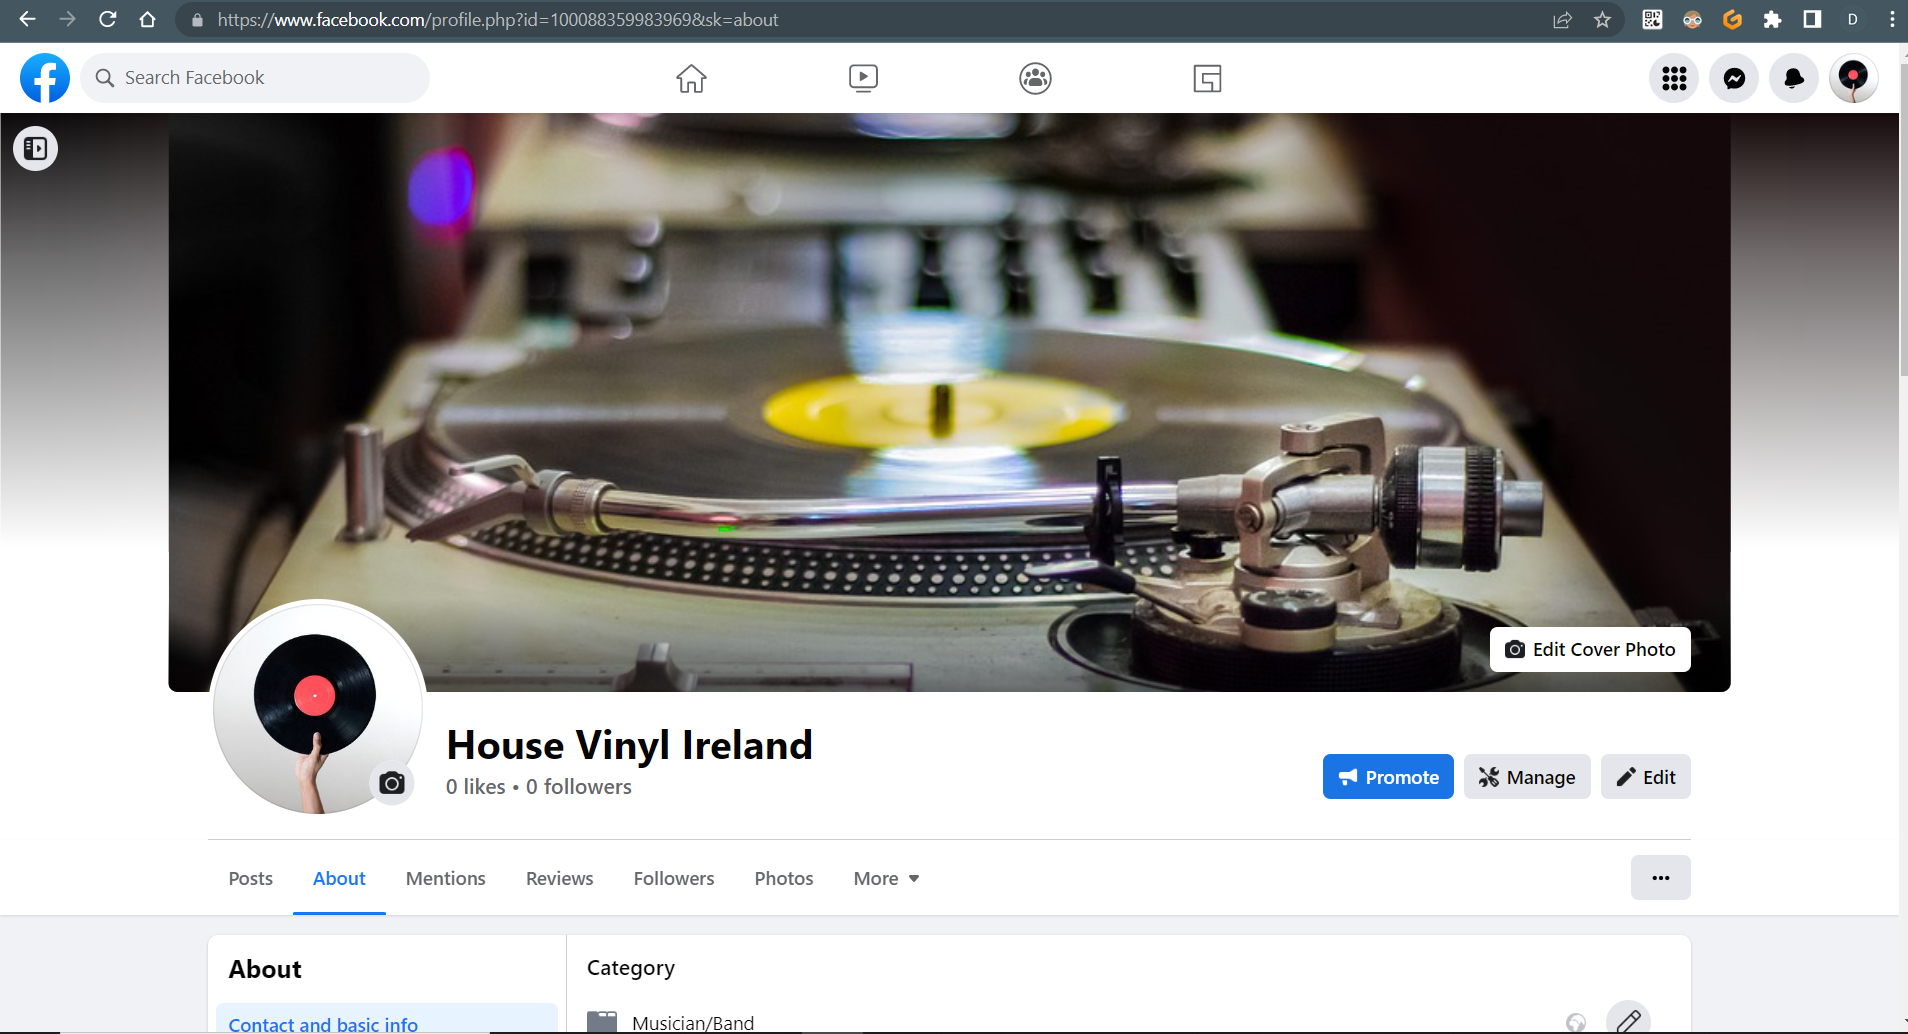 https://www.facebook.com/profile.php?id=100088359983969&sk=about
D
Search Facebook
Edit Cover Photo
House Vinyl Ireland
0 likes • 0 followers
Promote
Manage
Edit
Posts
About
Mentions
Reviews
Followers
Photos
More
About
Category
Contact and basic info
Musician/Band